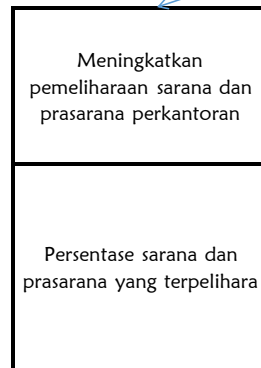 Meningkatkan
pemeliharaan sarana dan
prasarana perkantoran
Persentase sarana dan
prasarana yang terpelihara